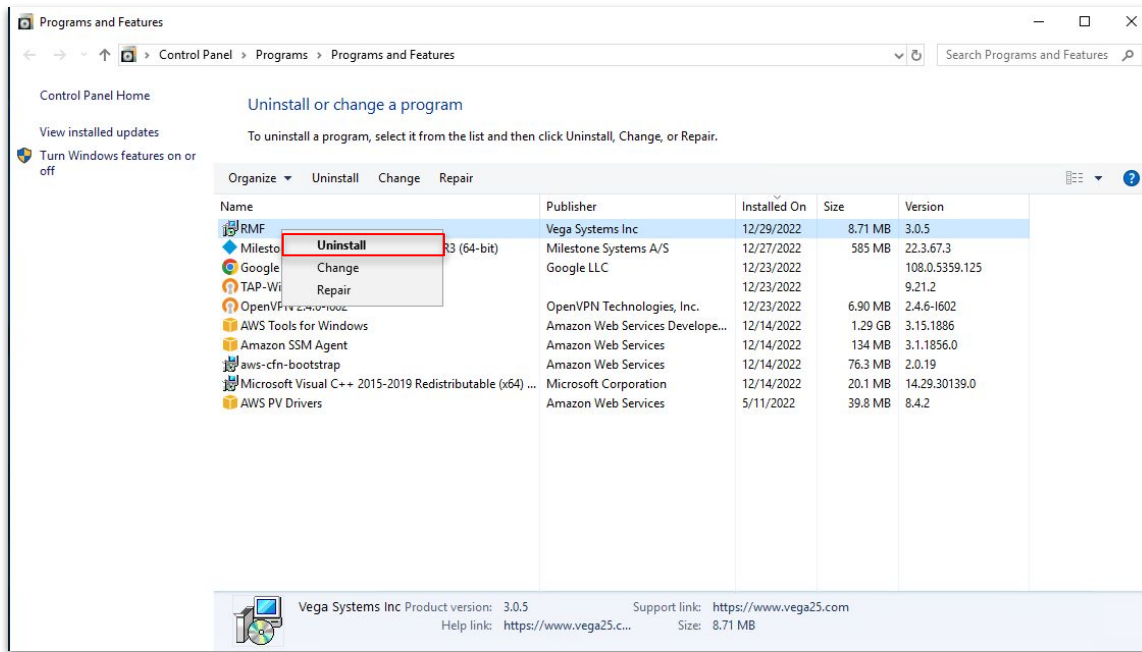 Programs and Features
Control Panel > Programs > Programs and Features
Search Programs and Features
Control Panel Home
View installed updates
Turn Windows features on or
off
Uninstall or change a program
To uninstall a program, select it from the list and then click Uninstall, Change, or Repair.
Organize Uninstall Change Repair
Name Publisher Installed On Size Version
RMF Vega Systems Inc 12/29/2022 8.71 MB 3.0.5
Milesto R3 (64-bit) Milestone Systems A/S 12/27/2022 585 MB 22.3.67.3
Google Google LLC 12/23/2022 108.0.5359.125
TAP-Wi 12/23/2022 9.21.2
OpenVPN 2.4.6-I602 OpenVPN Technologies, Inc. 12/23/2022 6.90 MB 2.4.6-I602
AWS Tools for Windows Amazon Web Services Develope... 12/14/2022 1.29 GB 3.15.1886
Amazon SSM Agent Amazon Web Services 12/14/2022 134 MB 3.1.1856.0
aws-cfn-bootstrap Amazon Web Services 12/14/2022 76.3 MB 2.0.19
Microsoft Visual C++ 2015-2019 Redistributable (x64) ... Microsoft Corporation 12/14/2022 20.1 MB 14.29.30139.0
AWS PV Drivers Amazon Web Services 5/11/2022 39.8 MB 8.4.2
Uninstall
Change
Repair
Vega Systems Inc Product version: 3.0.5 Support link: https://www.vega25.com
Help link: https://www.vega25.c... Size: 8.71 MB